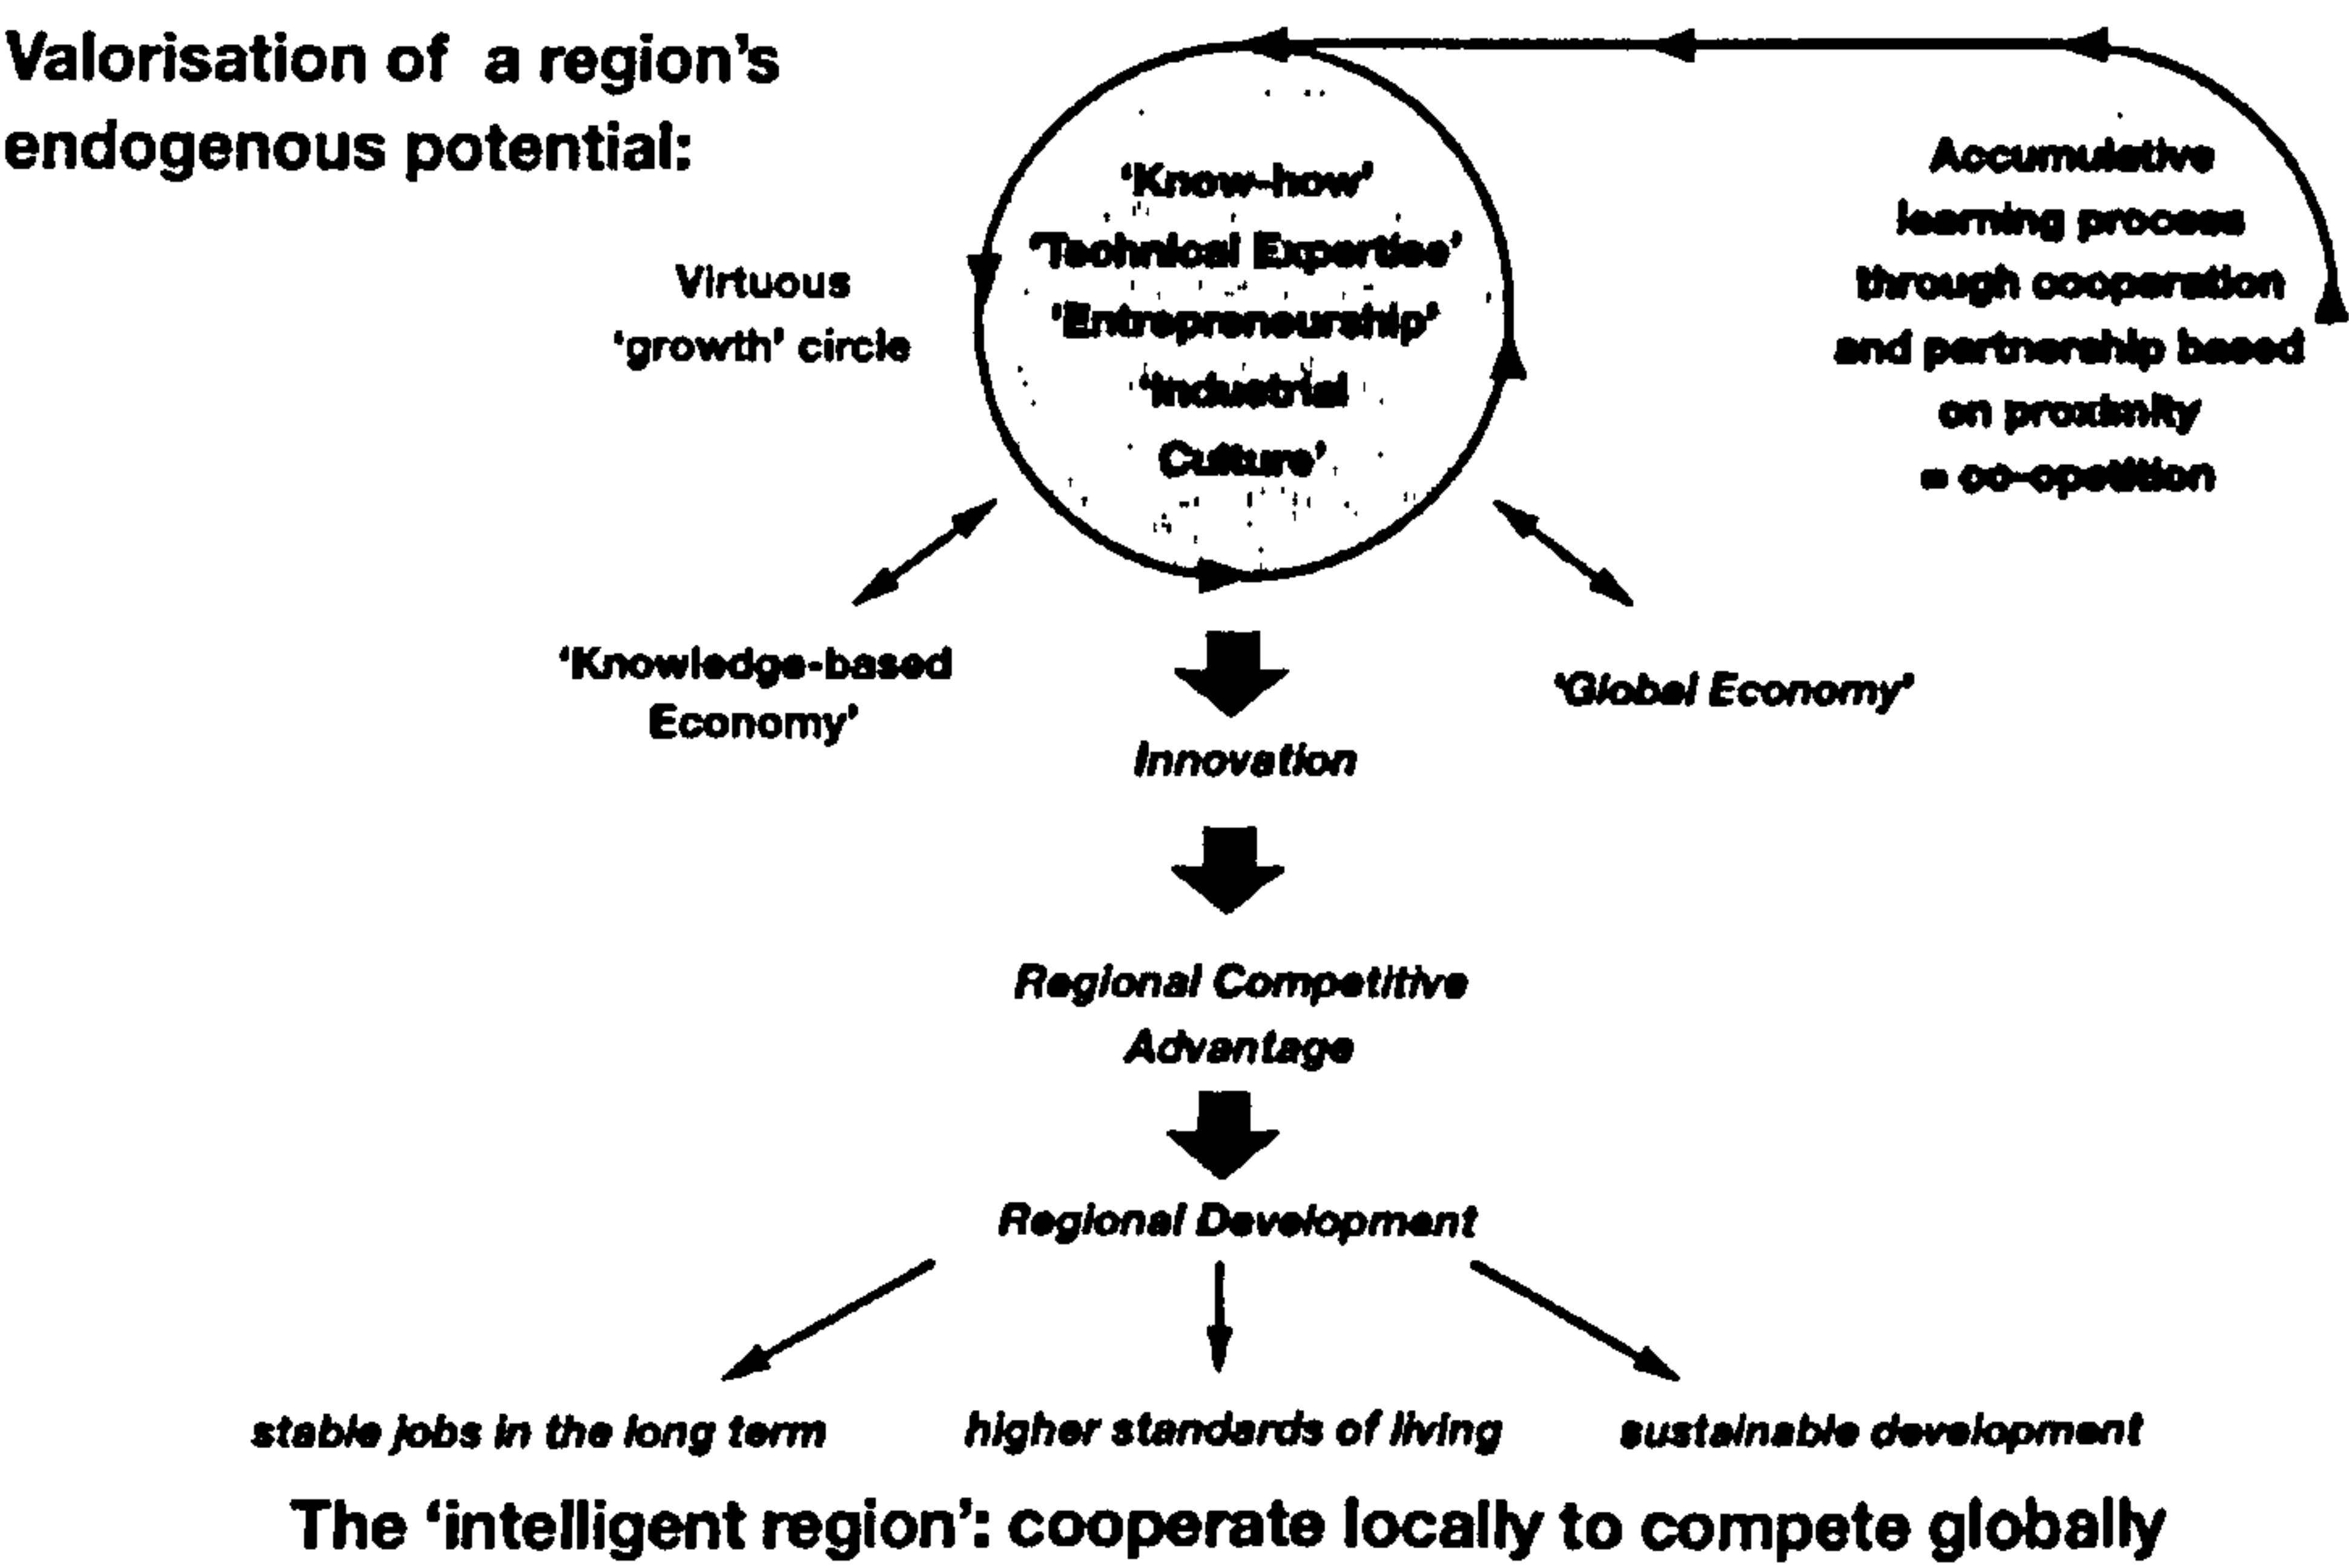 Valorisation of a region's
endogenous potential:
'Know-how'
'Technical Expertise'
'Entrepreneurship'
'Industrial
Culture'
Virtuous
'growth' circle
Accumulative
learning process
through cooperation
and partnership based
on proximity
= co-opetition
'Knowledge-based
Economy'
'Global Economy'
Innovation
Regional Competitive
Advantage
Regional Development
stable jobs in the long term
higher standards of living
sustainable development
The 'intelligent region': cooperate locally to compete globally